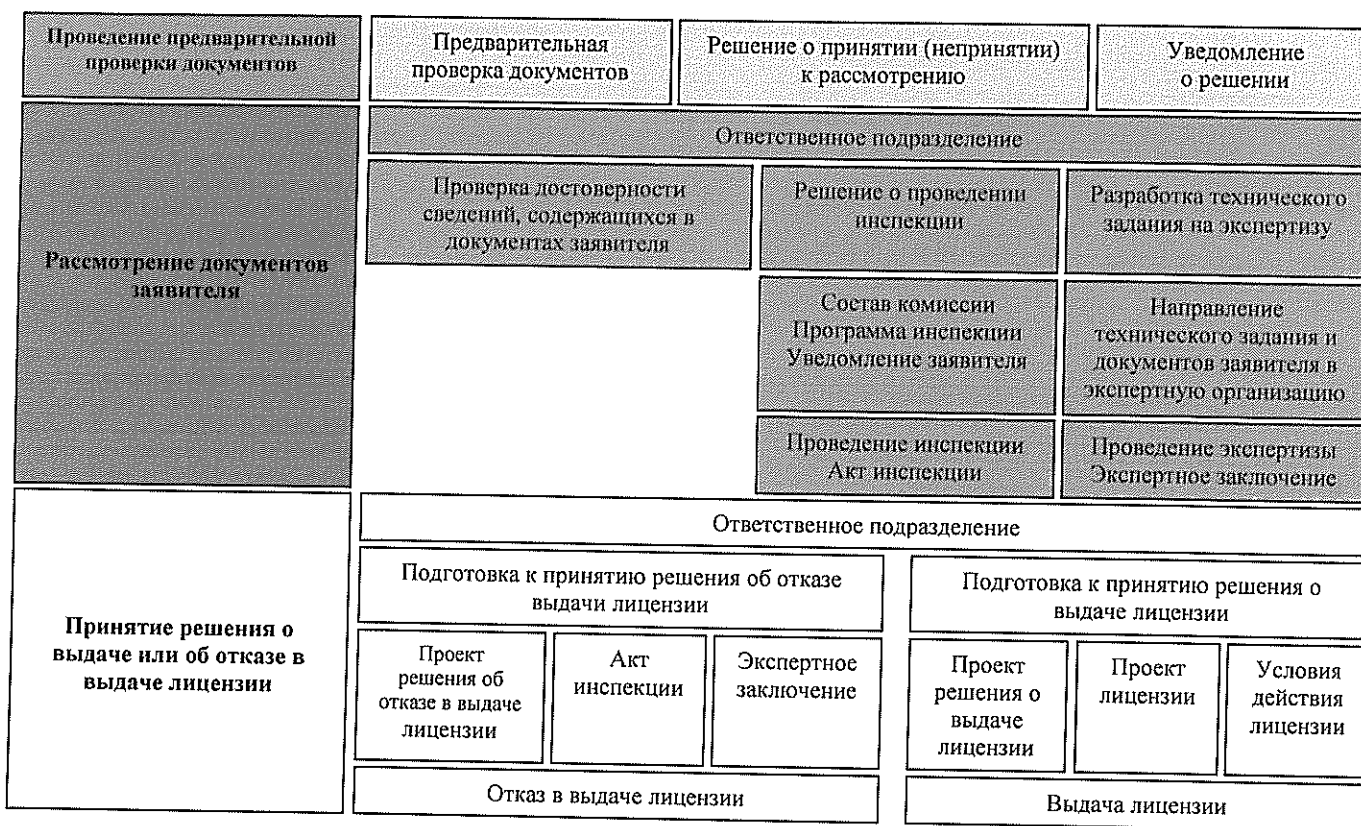 Проведение предварительной
проверки документов
Предварительная
проверка документов
Решение о принятии (непринятии)
к рассмотрению
Уведомление
о решении
Рассмотрение документов
заявителя
Ответственное подразделение
Проверка достоверности
сведений, содержащихся в
документах заявителя
Решение о проведении
инспекции
Разработка технического
задания на экспертизу
Состав комиссии
Программа инспекции
Уведомление заявителя
Направление
технического задания и
документов заявителя в
экспертную организацию
Проведение инспекции
Акт инспекции
Проведение экспертизы
Экспертное заключение
Принятие решения о
выдаче или об отказе в
выдаче лицензии
Ответственное подразделение
Подготовка к принятию решения об отказе
выдачи лицензии
Подготовка к принятию решения о
выдаче лицензии
Проект
решения об
отказе в выдаче
лицензии
Акт
инспекции
Экспертное
заключение
Проект
решения о
выдаче
лицензии
Проект
лицензии
Условия
действия
лицензии
Отказ в выдаче лицензии
Выдача лицензии